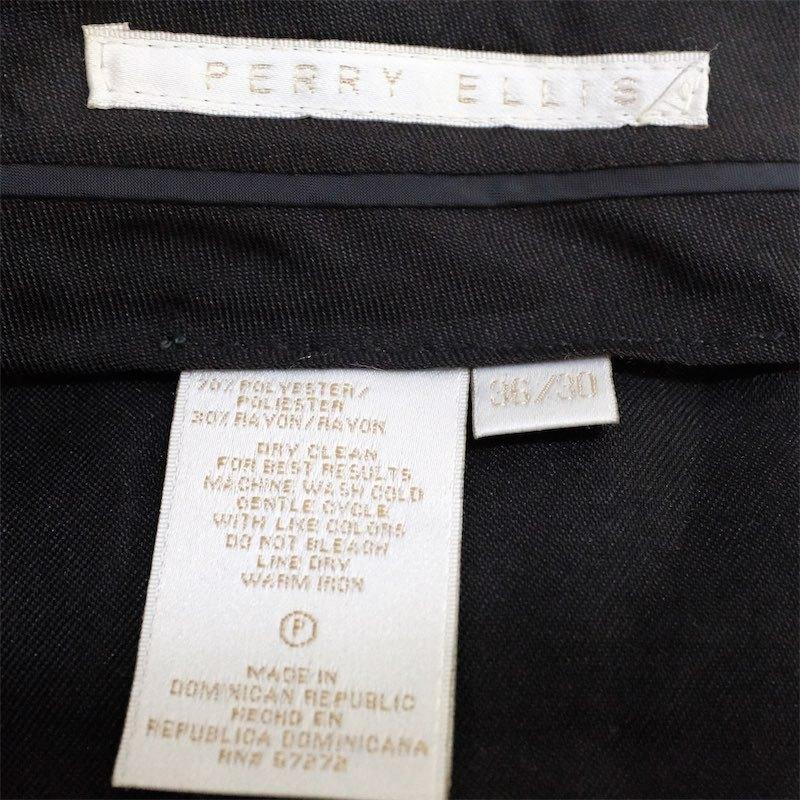 PERRY ELLIS
36/30
70% POLYESTER/
POLIESTER
30% RAYON/RAYON
DRY CLEAN
FOR BEST RESULTS
MACHINE WASH COLD
GENTLE CYCLE
WITH LIKE COLORS
DO NOT BLEACH
LINE DRY
WARM IRON
P
MADE IN
DOMINICAN REPUBLIC
HECHO EN
REPUBLICA DOMINICANA
RN# 67272